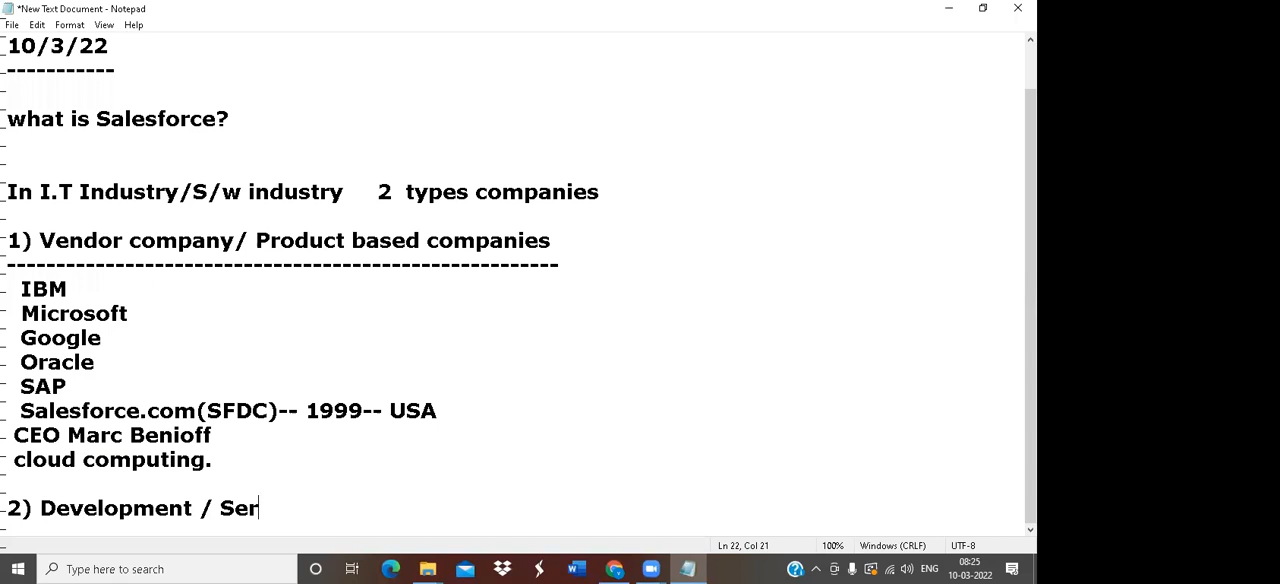 *New Text Document - Notepad
File Edit Format View Help
10/3/22
-----------
what is Salesforce?
In I.T Industry/S/w industry 2 types companies
1) Vendor company/ Product based companies
--------------------------------------------------------
IBM
Microsoft
Google
Oracle
SAP
Salesforce.com(SFDC)-- 1999-- USA
CEO Marc Benioff
cloud computing.
2) Development / Ser
Ln 22, Col 21 100% Windows (CRLF) UTF-8
Type here to search
ENG
08:25
10-03-2022